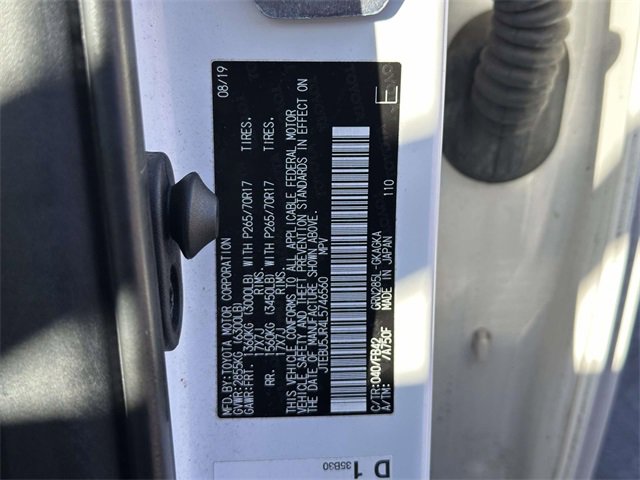 MFD.BY:TOYOTA MOTOR CORPORATION 08/19
GVWR:2855KG (6300LB)
GAWR:FRT. 1360KG (3000LB) WITH P265/70R17 TIRES.
17X7J RIMS.
RR. 1560KG (3450LB) WITH P265/70R17 TIRES.
17X7J RIMS.
THIS VEHICLE CONFORMS TO ALL APPLICABLE FEDERAL MOTOR
VEHICLE SAFETY AND THEFT PREVENTION STANDARDS IN EFFECT ON
THE DATE OF MANUFACTURE SHOWN ABOVE.
JTEBU5JR4L5746560 MPV
C/TR:040/FB42 GRN285L-GKAGKA
A/TM: /A750F MADE IN JAPAN 110
E
D 1
35B30